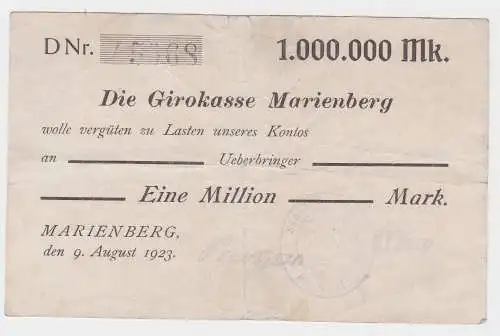 D Nr. 1.000.000 Mk.
Die Girokasse Marienberg
wolle vergüten zu Lasten unseres Kontos
an Ueberbringer
Eine Million Mark.
MARIENBERG,
den 9. August 1923.